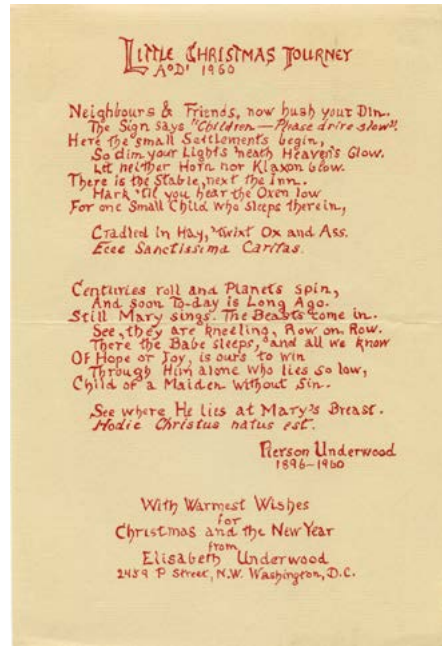 LITTLE CHRISTMAS JOURNEY
A•D• 1960
Neighbours & Friends, now hush your Din.
The Sign says "Children — Please drive slow".
Here the small Settlements begin,
So dim your Lights 'neath Heaven's Glow.
Let neither Horn nor Klaxon blow.
There is the Stable, next the Inn.
Hark 'til you hear the Oxen low
For one Small Child who sleeps therein,
Cradled in Hay, 'twixt Ox and Ass.
Ecce Sanctissima Caritas.
Centuries roll and Planets spin,
And soon To-day is Long Ago.
Still Mary sings. The Beasts come in.
See, they are kneeling, Row on Row.
There the Babe sleeps, and all we know
Of Hope or Joy, is ours to win
Through Him alone who lies so low,
Child of a Maiden without Sin.
See where He lies at Mary's Breast.
Hodie Christus natus est.
Pierson Underwood
1896–1960
With Warmest Wishes
for
Christmas and the New Year
from
Elisabeth Underwood
2489 P Street, N.W. Washington, D.C.